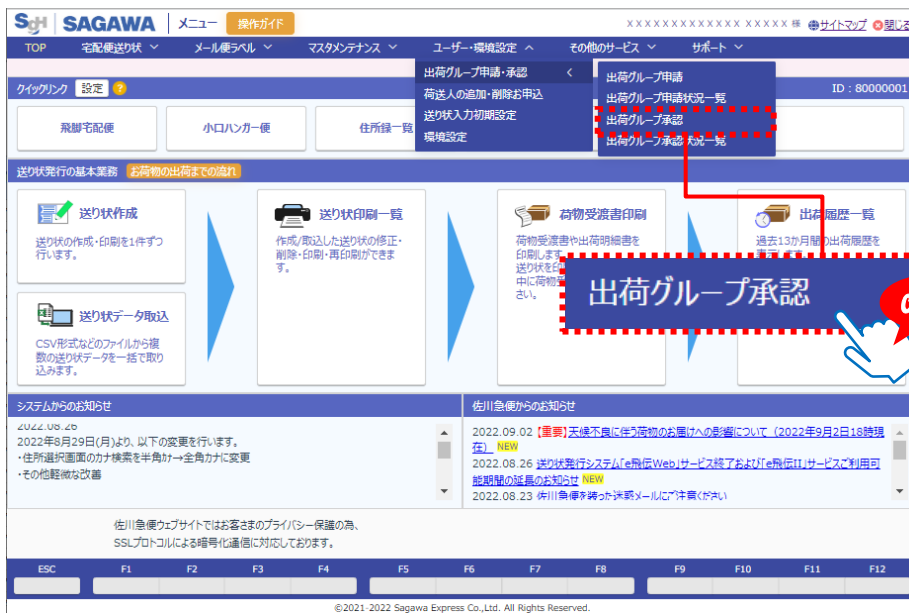 SGH SAGAWA メニュー 操作ガイド XXXXXXXXXXXXX XXXXX 様 サイトマップ 閉じる
TOP 宅配便送り状 メール便ラベル マスタメンテナンス ユーザー・環境設定 その他のサービス サポート
出荷グループ申請・承認
荷送人の追加・削除お申込
送り状入力初期設定
環境設定
出荷グループ申請
出荷グループ申請状況一覧
出荷グループ承認
出荷グループ承認状況一覧
クイックリンク 設定 ? ID : 80000001
飛脚宅配便 小口ハンガー便 住所録一覧
送り状発行の基本業務 お荷物の出荷までの流れ
送り状作成
送り状の作成・印刷を1件ずつ
行います。
送り状データ取込
CSV形式などのファイルから複
数の送り状データを一括で取り
込みます。
送り状印刷一覧
作成/取込した送り状の修正・
削除・印刷・再印刷ができま
す。
荷物受渡書印刷
荷物受渡書や出荷明細書を
印刷します。
送り状を印
中に荷物受
さい。
出荷履歴一覧
過去13か月間の出荷履歴を
表示します。
出荷グループ承認
システムからのお知らせ
2022.08.26
2022年8月29日(月)より、以下の変更を行います。
・住所選択画面のカナ検索を半角カナ→全角カナに変更
・その他軽微な改善
佐川急便からのお知らせ
2022.09.02 【重要】天候不良に伴う荷物のお届けへの影響について（2022年9月2日18時現
在） NEW
2022.08.26 送り状発行システム「e飛伝Web」サービス終了および「e飛伝II」サービスご利用可
能期間の延長のお知らせ NEW
2022.08.23 佐川急便を装った迷惑メールにご注意ください
佐川急便ウェブサイトではお客さまのプライバシー保護の為、
SSLプロトコルによる暗号化通信に対応しております。
ESC F1 F2 F3 F4 F5 F6 F7 F8 F9 F10 F11 F12
©2021-2022 Sagawa Express Co.,Ltd. All Rights Reserved.